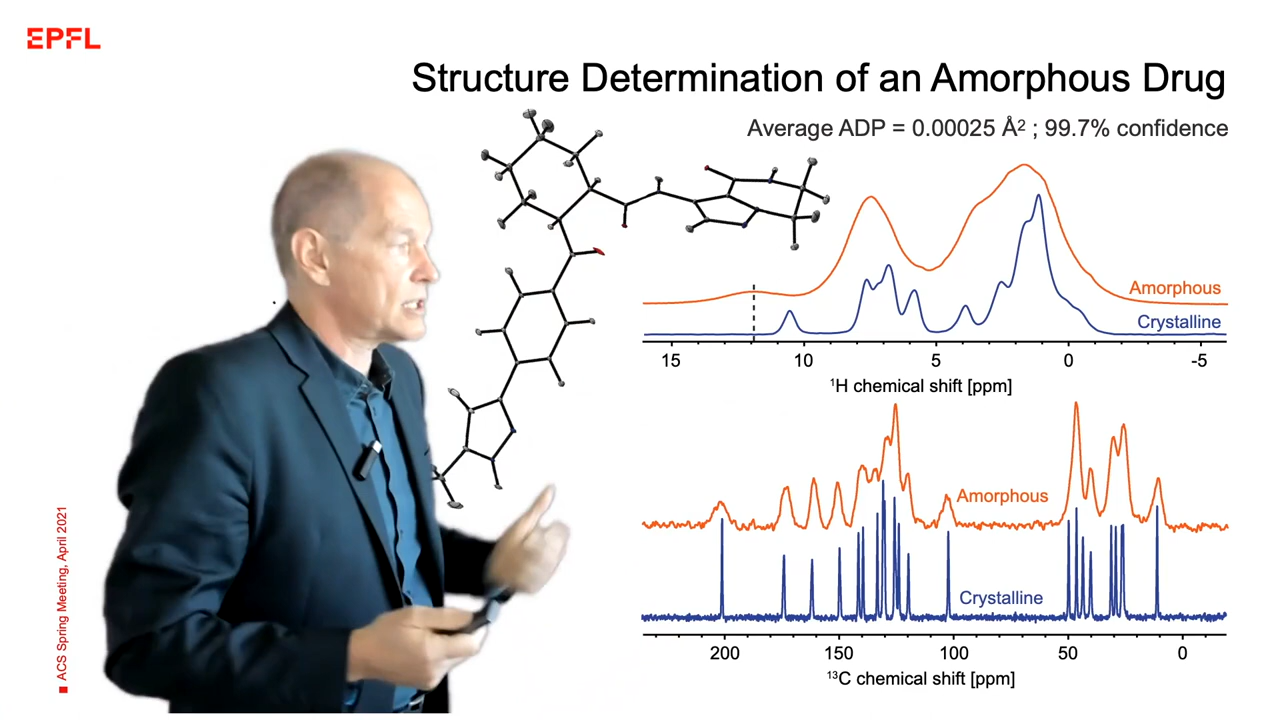 EPFL
Structure Determination of an Amorphous Drug
Average ADP = 0.00025 Å² ; 99.7% confidence
Amorphous
Crystalline
15 10 5 0 -5
¹H chemical shift [ppm]
Amorphous
Crystalline
200 150 100 50 0
¹³C chemical shift [ppm]
ACS Spring Meeting, April 2021